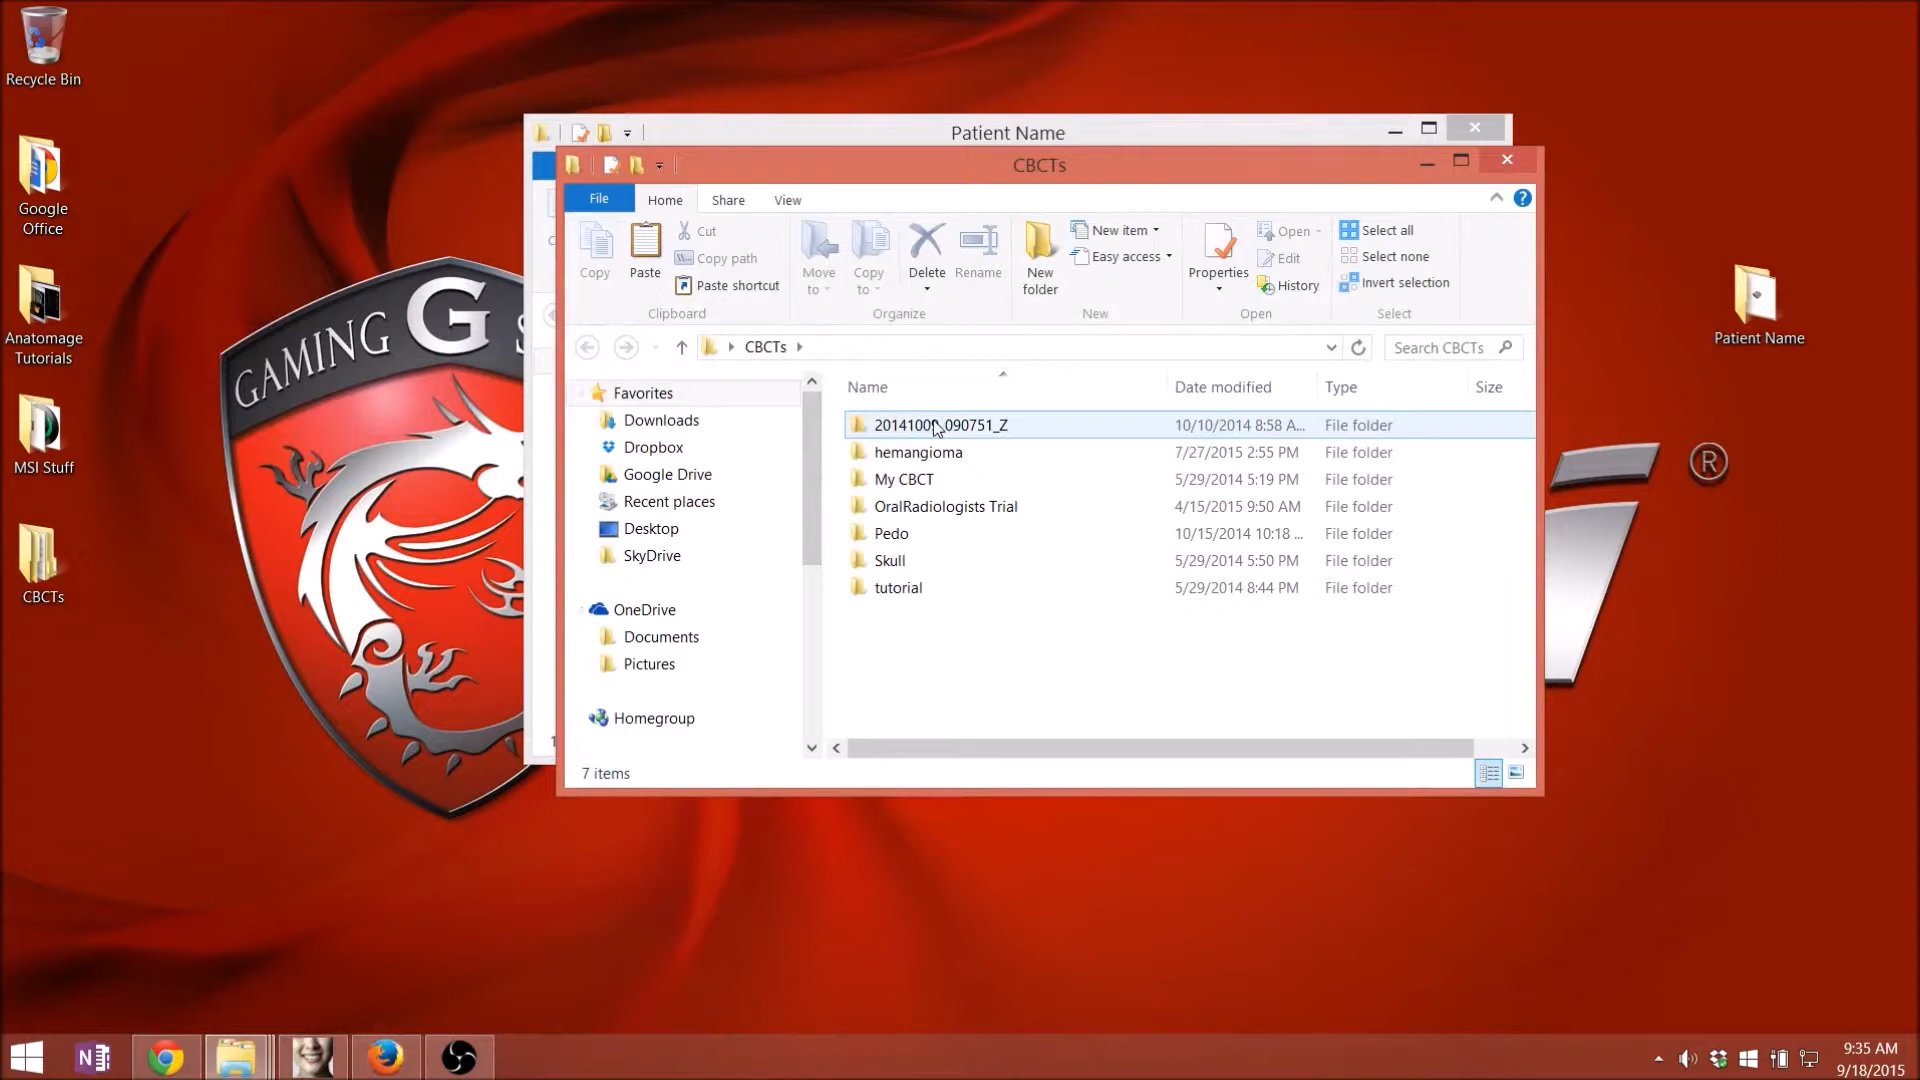 Recycle Bin
Google
Office
Anatomage
Tutorials
MSI Stuff
CBCTs
Patient Name
GAMING G S
®
Patient Name
CBCTs
File
Home
Share
View
Copy
Paste
Cut
Copy path
Paste shortcut
Clipboard
Move
to
Copy
to
Delete
Rename
Organize
New
folder
New item
Easy access
New
Properties
Open
Edit
History
Open
Select all
Select none
Invert selection
Select
CBCTs
Search CBCTs
Favorites
Downloads
Dropbox
Google Drive
Recent places
Desktop
SkyDrive
OneDrive
Documents
Pictures
Homegroup
Name Date modified Type Size
10/10/2014 8:58 A... File folder
hemangioma 7/27/2015 2:55 PM File folder
My CBCT 5/29/2014 5:19 PM File folder
OralRadiologists Trial 4/15/2015 9:50 AM File folder
Pedo 10/15/2014 10:18 ... File folder
Skull 5/29/2014 5:50 PM File folder
tutorial 5/29/2014 8:44 PM File folder
7 items
9:35 AM
9/18/2015